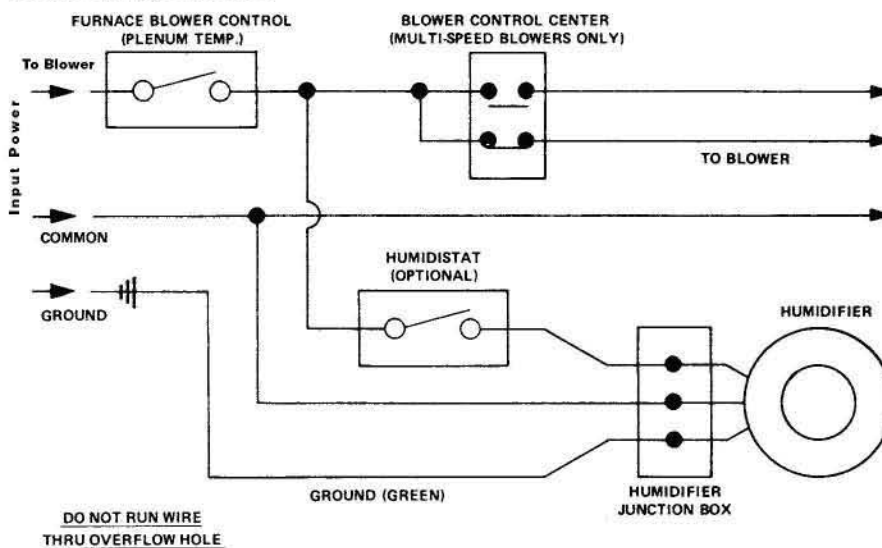 FURNACE BLOWER CONTROL
(PLENUM TEMP.)
BLOWER CONTROL CENTER
(MULTI-SPEED BLOWERS ONLY)
To Blower
Input Power
TO BLOWER
COMMON
HUMIDISTAT
(OPTIONAL)
GROUND
HUMIDIFIER
GROUND (GREEN)
HUMIDIFIER
JUNCTION BOX
DO NOT RUN WIRE
THRU OVERFLOW HOLE